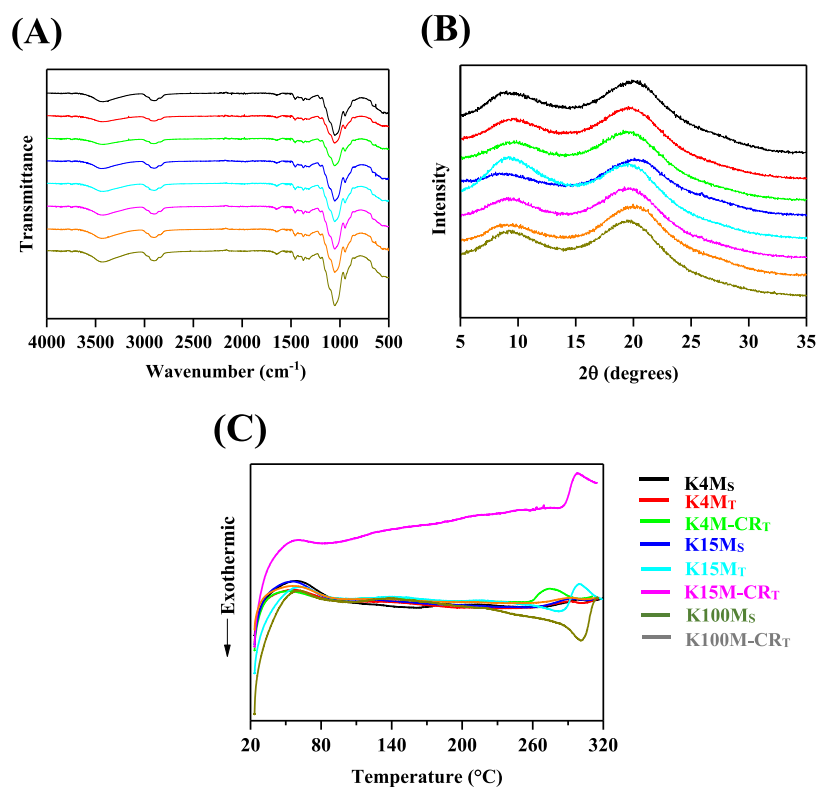 (A)
Transmittance
4000 3500 3000 2500 2000 1500 1000 500
Wavenumber (cm-1)
(B)
Intensity
5 10 15 20 25 30 35
2θ (degrees)
(C)
Exothermic
20 80 140 200 260 320
Temperature (°C)
K4MS
K4MT
K4M-CRT
K15MS
K15MT
K15M-CRT
K100MS
K100M-CRT